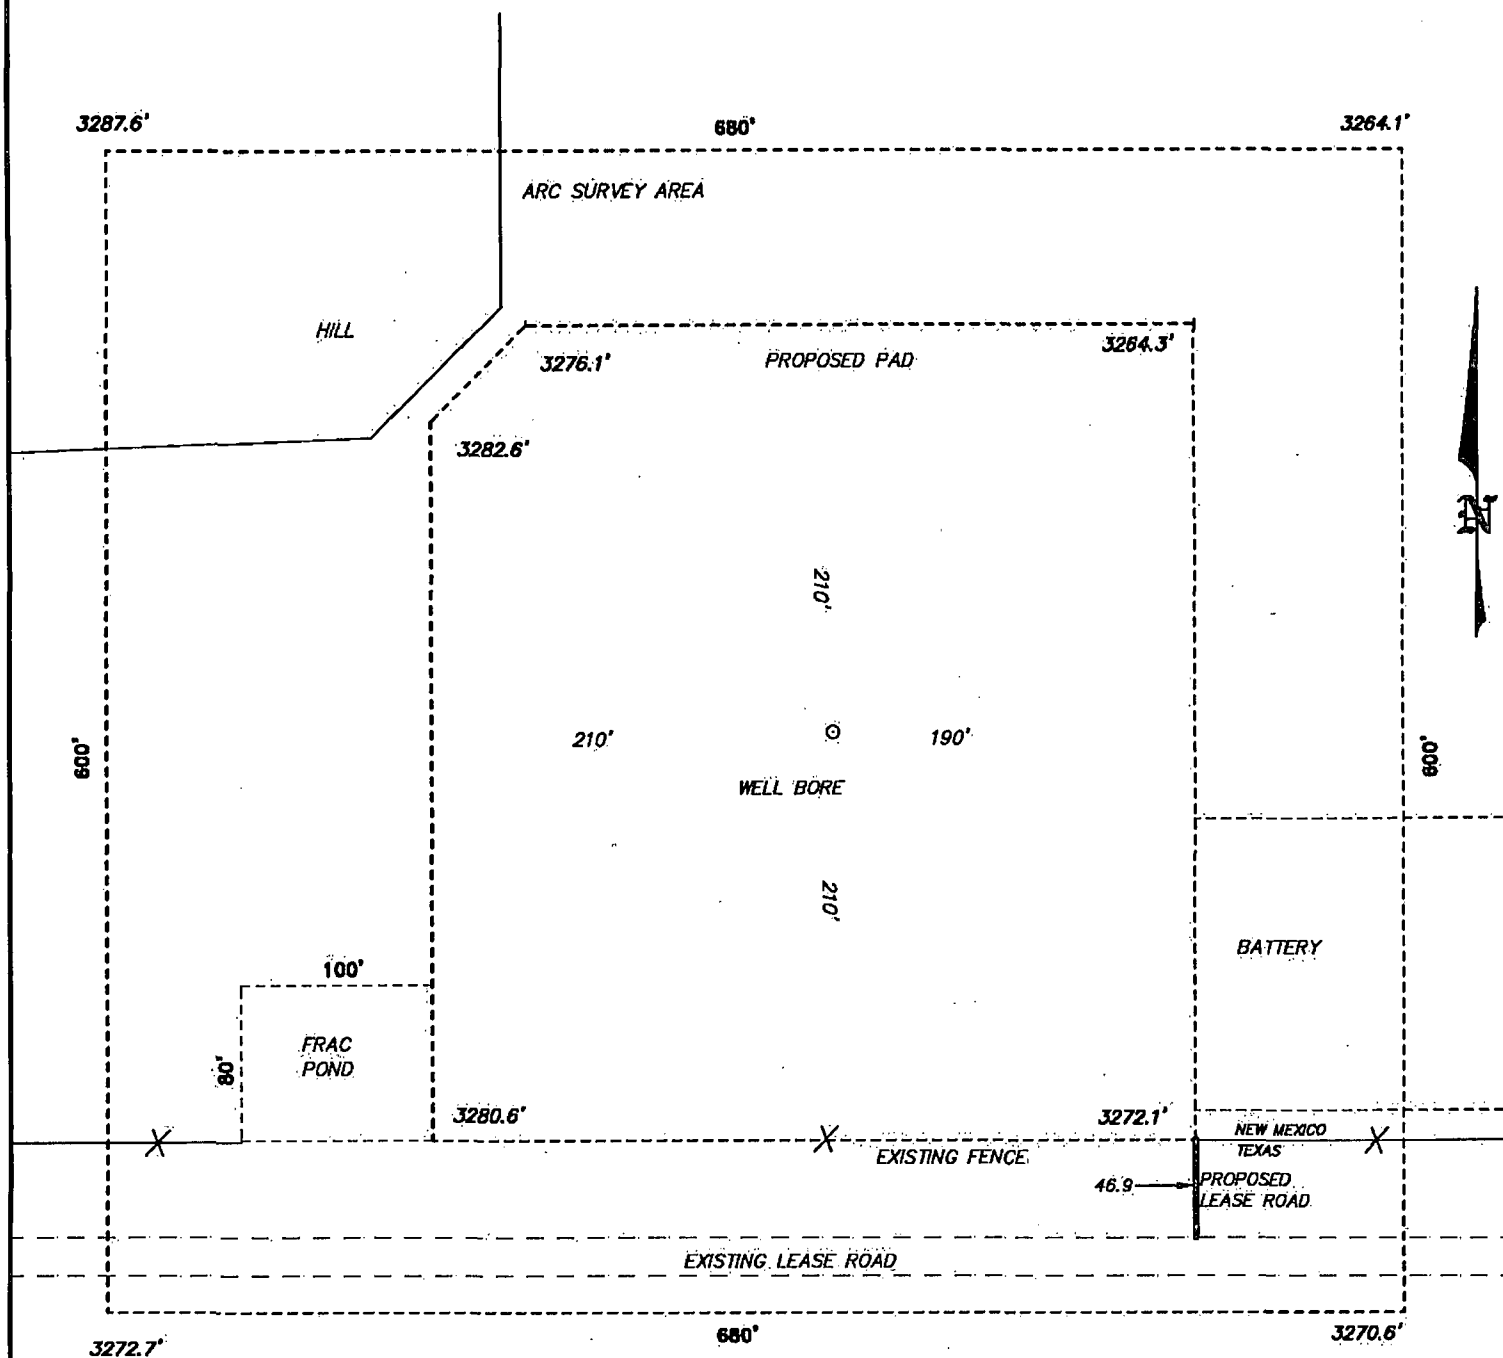 3287.6'
680'
3264.1'
ARC SURVEY AREA
HILL
3276.1'
PROPOSED PAD
3264.3'
3282.6'
N
210'
600'
210'
190'
600'
WELL BORE
210'
100'
BATTERY
FRAC
POND
80'
3280.6'
3272.1'
NEW MEXICO
TEXAS
EXISTING FENCE
46.9
PROPOSED
LEASE ROAD
EXISTING LEASE ROAD
3272.7'
680'
3270.6'